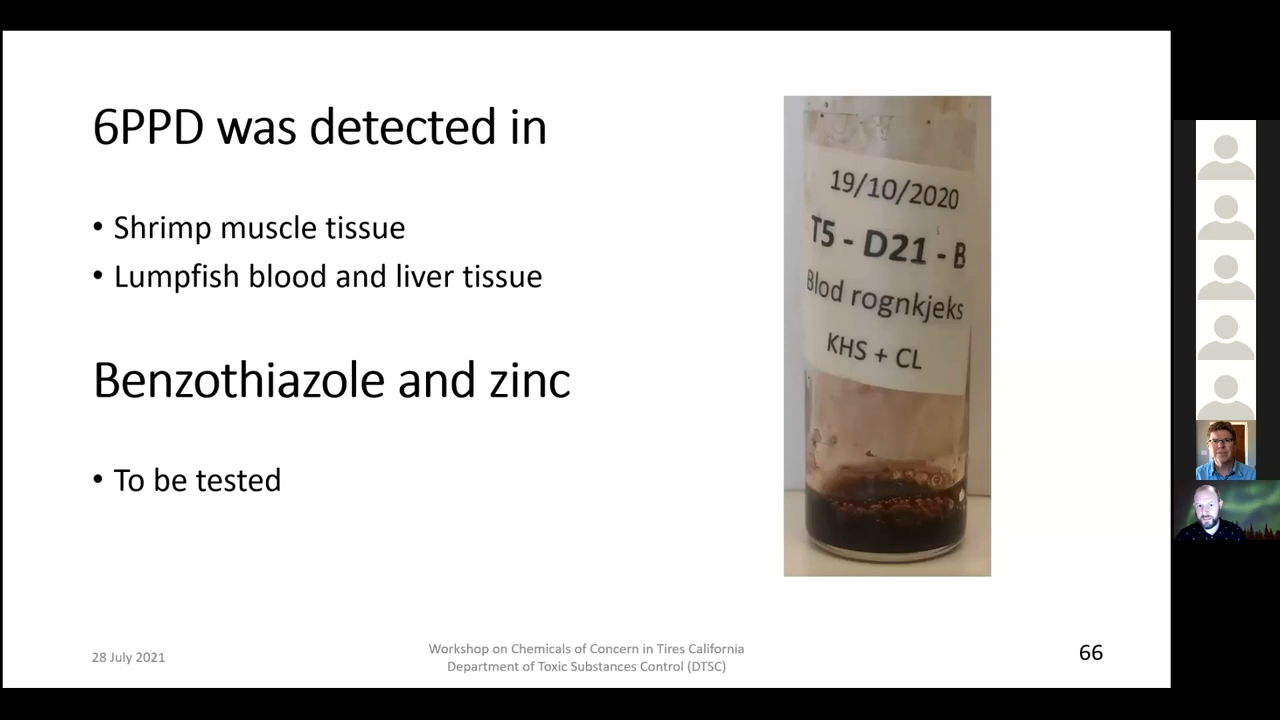 6PPD was detected in
• Shrimp muscle tissue
• Lumpfish blood and liver tissue
Benzothiazole and zinc
• To be tested
19/10/2020
T5 - D21 - B
Blod rognkjeks
KHS + CL
28 July 2021
Workshop on Chemicals of Concern in Tires California
Department of Toxic Substances Control (DTSC)
66